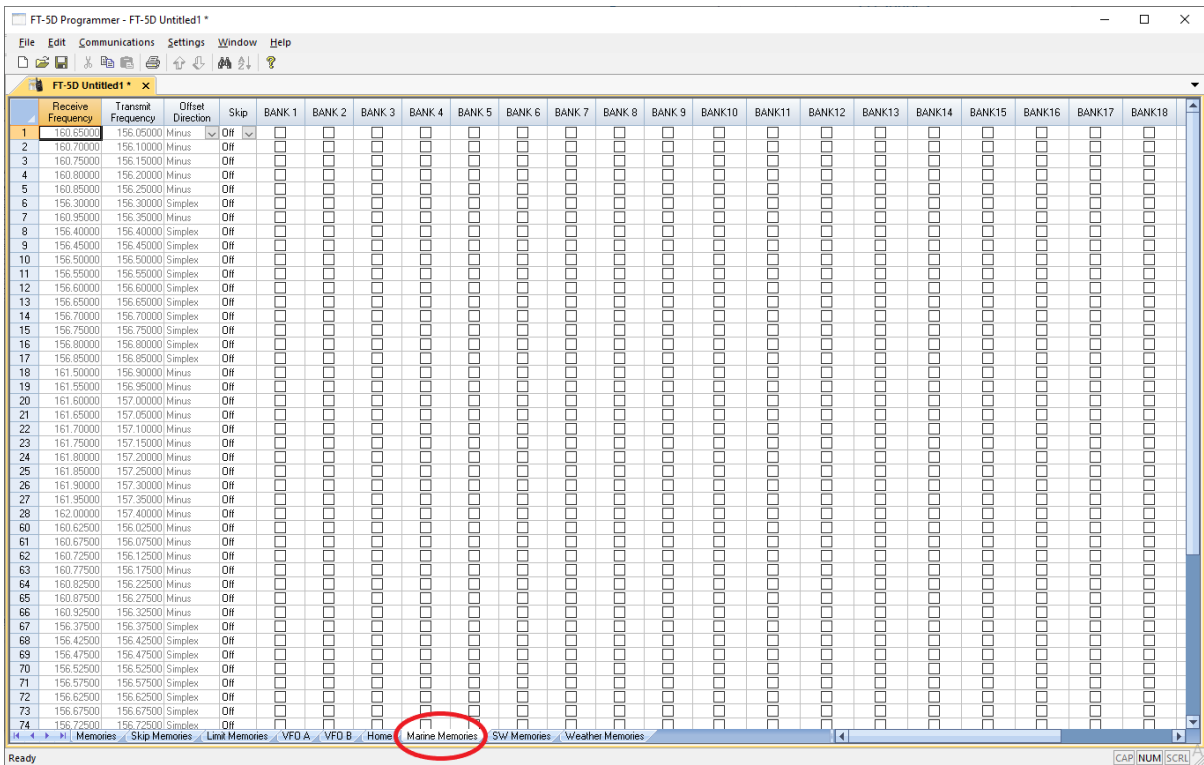 FT-5D Programmer - FT-5D Untitled1 *
File Edit Communications Settings Window Help
FT-5D Untitled1 * x
Receive Frequency Transmit Frequency Offset Direction Skip BANK 1 BANK 2 BANK 3 BANK 4 BANK 5 BANK 6 BANK 7 BANK 8 BANK 9 BANK10 BANK11 BANK12 BANK13 BANK14 BANK15 BANK16 BANK17 BANK18
1 160.65000 156.05000 Minus Off
2 160.70000 156.10000 Minus Off
3 160.75000 156.15000 Minus Off
4 160.80000 156.20000 Minus Off
5 160.85000 156.25000 Minus Off
6 156.30000 156.30000 Simplex Off
7 160.95000 156.35000 Minus Off
8 156.40000 156.40000 Simplex Off
9 156.45000 156.45000 Simplex Off
10 156.50000 156.50000 Simplex Off
11 156.55000 156.55000 Simplex Off
12 156.60000 156.60000 Simplex Off
13 156.65000 156.65000 Simplex Off
14 156.70000 156.70000 Simplex Off
15 156.75000 156.75000 Simplex Off
16 156.80000 156.80000 Simplex Off
17 156.85000 156.85000 Simplex Off
18 161.50000 156.90000 Minus Off
19 161.55000 156.95000 Minus Off
20 161.60000 157.00000 Minus Off
21 161.65000 157.05000 Minus Off
22 161.70000 157.10000 Minus Off
23 161.75000 157.15000 Minus Off
24 161.80000 157.20000 Minus Off
25 161.85000 157.25000 Minus Off
26 161.90000 157.30000 Minus Off
27 161.95000 157.35000 Minus Off
28 162.00000 157.40000 Minus Off
60 160.62500 156.02500 Minus Off
61 160.67500 156.07500 Minus Off
62 160.72500 156.12500 Minus Off
63 160.77500 156.17500 Minus Off
64 160.82500 156.22500 Minus Off
65 160.87500 156.27500 Minus Off
66 160.92500 156.32500 Minus Off
67 156.37500 156.37500 Simplex Off
68 156.42500 156.42500 Simplex Off
69 156.47500 156.47500 Simplex Off
70 156.52500 156.52500 Simplex Off
71 156.57500 156.57500 Simplex Off
72 156.62500 156.62500 Simplex Off
73 156.67500 156.67500 Simplex Off
74 156.72500 156.72500 Simplex Off
Memories Skip Memories Limit Memories VFO A VFO B Home Marine Memories SW Memories Weather Memories
Ready CAP NUM SCRL